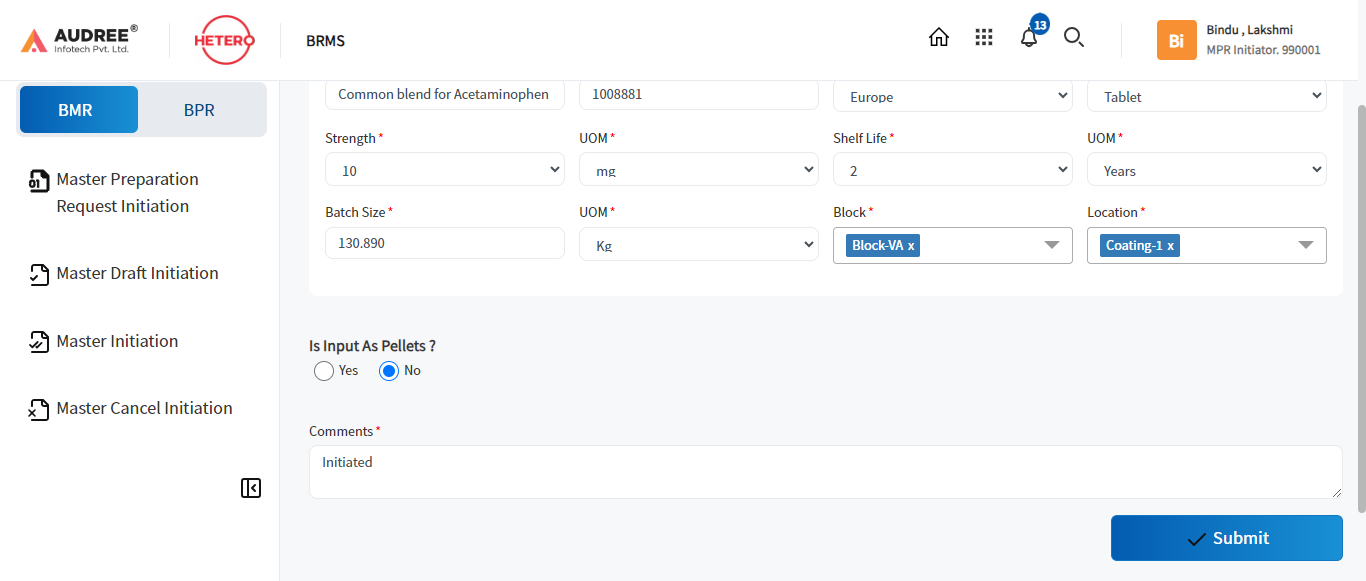 AUDREE®
Infotech Pvt. Ltd.
HETERO
BRMS
13
Bi
Bindu , Lakshmi
MPR Initiator. 990001
BMR
BPR
01
Master Preparation
Request Initiation
Master Draft Initiation
Master Initiation
Master Cancel Initiation
Common blend for Acetaminophen
1008881
Europe
Tablet
Strength *
UOM *
Shelf Life *
UOM *
10
mg
2
Years
Batch Size *
UOM *
Block *
Location *
130.890
Kg
Block-VA x
Coating-1 x
Is Input As Pellets ?
Yes
No
Comments *
Initiated
Submit